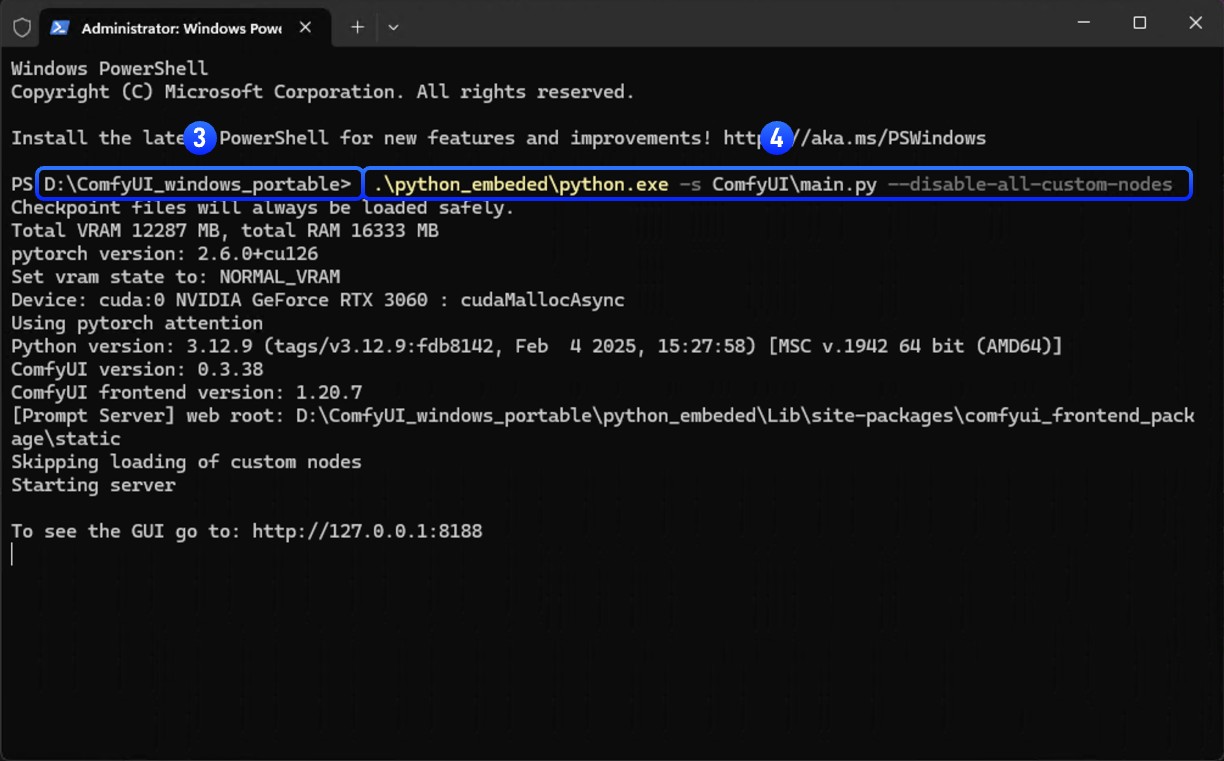 Administrator: Windows Powe
Windows PowerShell
Copyright (C) Microsoft Corporation. All rights reserved.
Install the late 3 PowerShell for new features and improvements! http 4 //aka.ms/PSWindows
PS D:\ComfyUI_windows_portable> .\python_embeded\python.exe -s ComfyUI\main.py --disable-all-custom-nodes
Checkpoint files will always be loaded safely.
Total VRAM 12287 MB, total RAM 16333 MB
pytorch version: 2.6.0+cu126
Set vram state to: NORMAL_VRAM
Device: cuda:0 NVIDIA GeForce RTX 3060 : cudaMallocAsync
Using pytorch attention
Python version: 3.12.9 (tags/v3.12.9:fdb8142, Feb  4 2025, 15:27:58) [MSC v.1942 64 bit (AMD64)]
ComfyUI version: 0.3.38
ComfyUI frontend version: 1.20.7
[Prompt Server] web root: D:\ComfyUI_windows_portable\python_embeded\Lib\site-packages\comfyui_frontend_pack
age\static
Skipping loading of custom nodes
Starting server
To see the GUI go to: http://127.0.0.1:8188